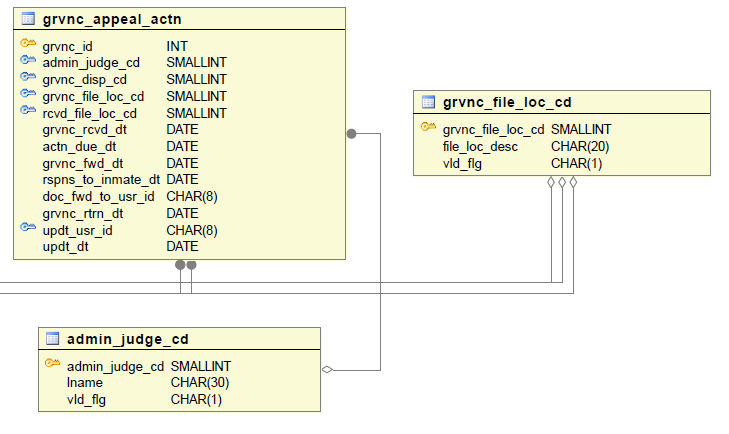 grvnc_appeal_actn
grvnc_id INT
admin_judge_cd SMALLINT
grvnc_disp_cd SMALLINT
grvnc_file_loc_cd SMALLINT
rcvd_file_loc_cd SMALLINT
grvnc_rcvd_dt DATE
actn_due_dt DATE
grvnc_fwd_dt DATE
rspns_to_inmate_dt DATE
doc_fwd_to_usr_id CHAR(8)
grvnc_rtrn_dt DATE
updt_usr_id CHAR(8)
updt_dt DATE
grvnc_file_loc_cd
grvnc_file_loc_cd SMALLINT
file_loc_desc CHAR(20)
vld_flg CHAR(1)
admin_judge_cd
admin_judge_cd SMALLINT
lname CHAR(30)
vld_flg CHAR(1)